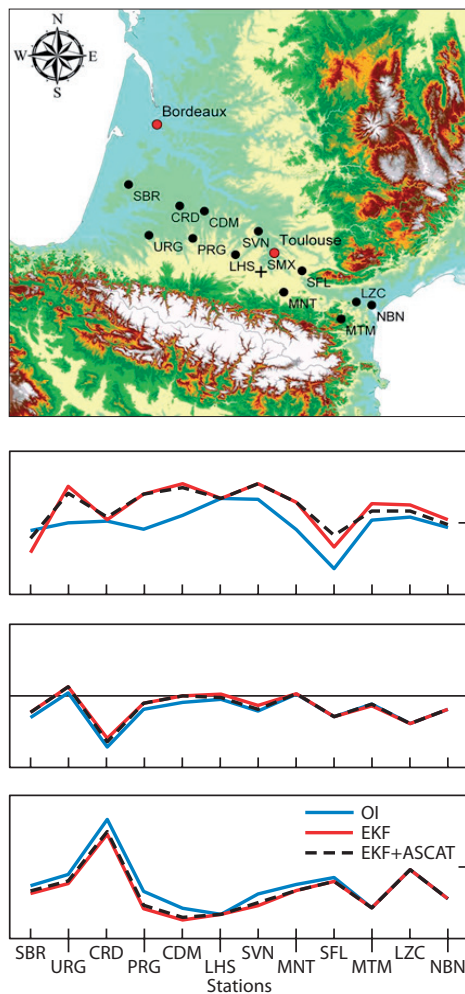 N
W E
S
Bordeaux
SBR
CRD CDM
URG PRG
SVN Toulouse
LHS SMX
SFL
MNT
LZC
NBN
MTM
OI
EKF
EKF+ASCAT
SBR CRD CDM SVN SFL LZC
URG PRG LHS MNT MTM NBN
Stations